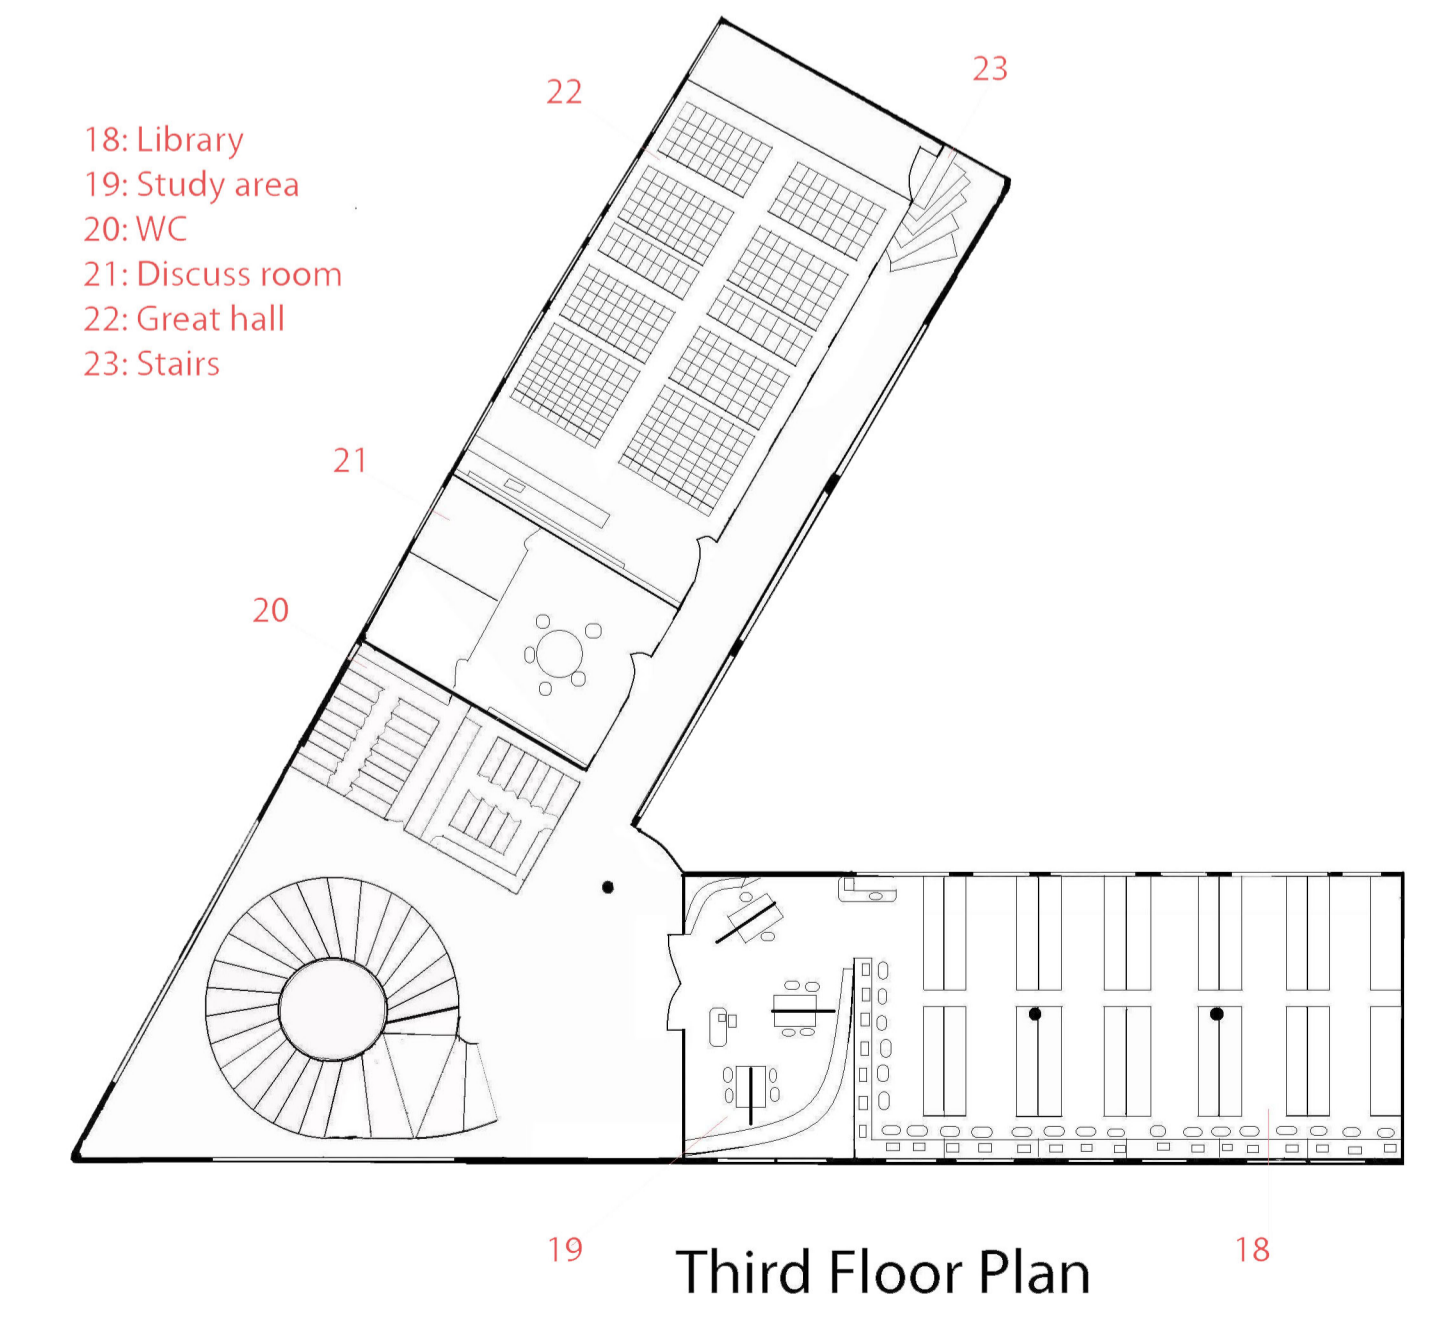 23
22
18: Library
19: Study area
20: WC
21: Discuss room
22: Great hall
23: Stairs
21
20
19
18
Third Floor Plan